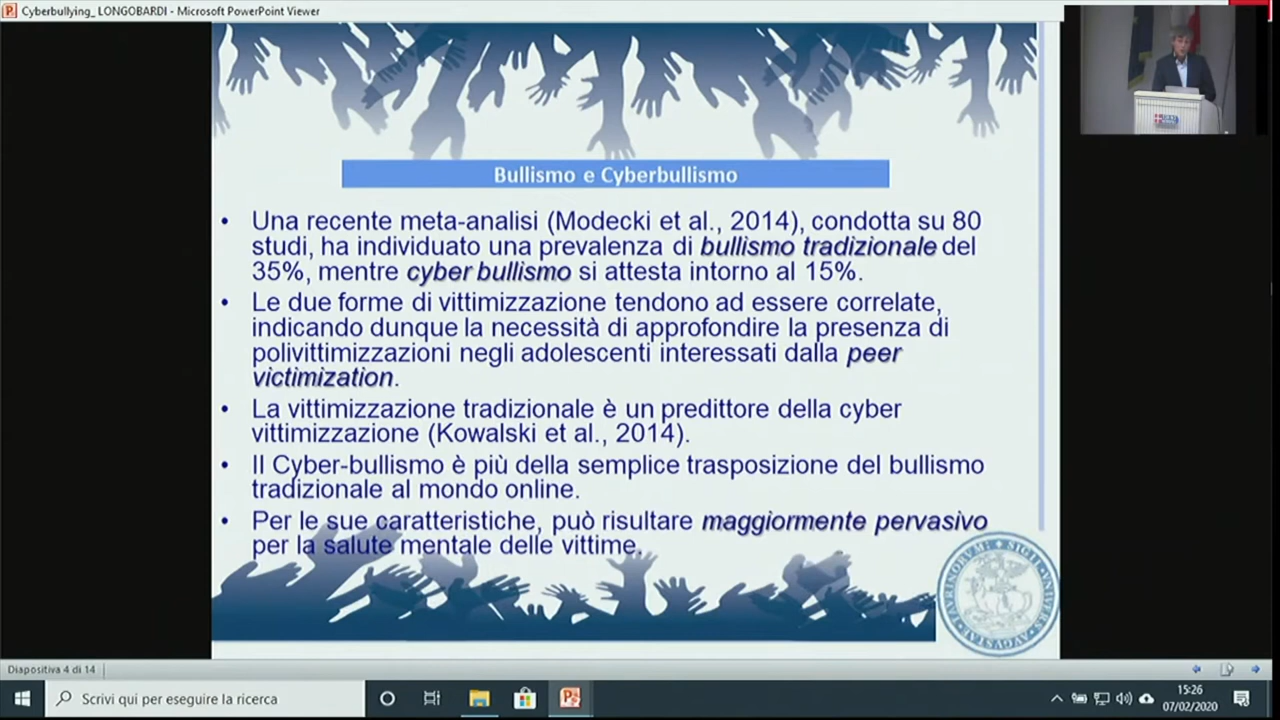 Cyberbullying_ LONGOBARDI - Microsoft PowerPoint Viewer
Bullismo e Cyberbullismo
• Una recente meta-analisi (Modecki et al., 2014), condotta su 80
studi, ha individuato una prevalenza di bullismo tradizionale del
35%, mentre cyber bullismo si attesta intorno al 15%.
• Le due forme di vittimizzazione tendono ad essere correlate,
indicando dunque la necessità di approfondire la presenza di
polivittimizzazioni negli adolescenti interessati dalla peer
victimization.
• La vittimizzazione tradizionale è un predittore della cyber
vittimizzazione (Kowalski et al., 2014).
• Il Cyber-bullismo è più della semplice trasposizione del bullismo
tradizionale al mondo online.
• Per le sue caratteristiche, può risultare maggiormente pervasivo
per la salute mentale delle vittime.
Diapositiva 4 di 14
Scrivi qui per eseguire la ricerca
15:26
07/02/2020